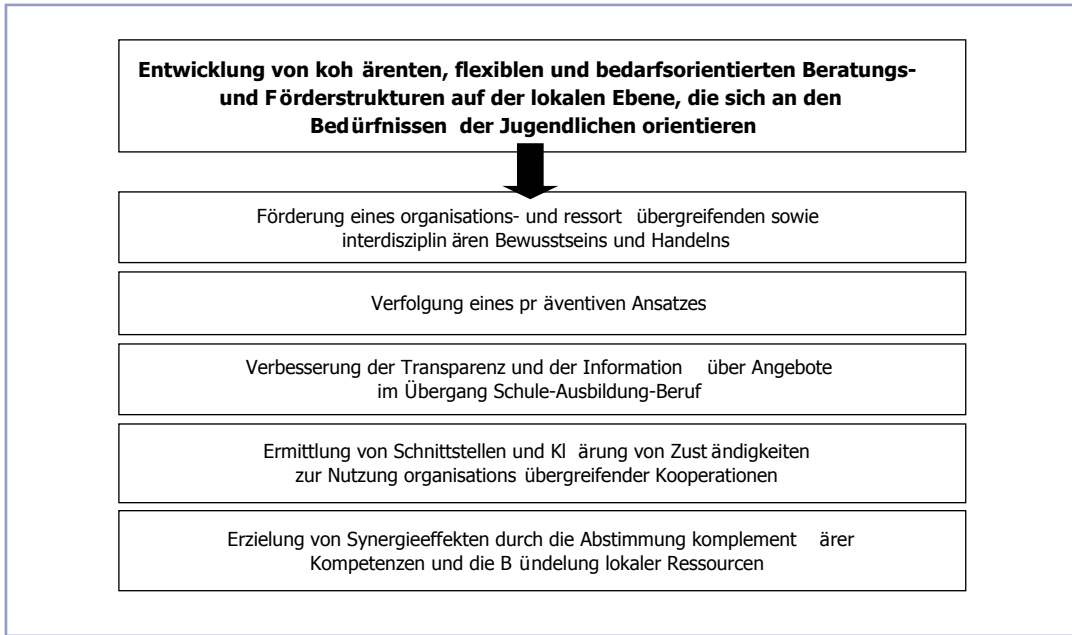 Entwicklung von koh ärenten, flexiblen und bedarfsorientierten Beratungs-
und Förderstrukturen auf der lokalen Ebene, die sich an den
Bedürfnissen der Jugendlichen orientieren
Förderung eines organisations- und ressort übergreifenden sowie
interdisziplin ären Bewusstseins und Handelns
Verfolgung eines pr äventiven Ansatzes
Verbesserung der Transparenz und der Information über Angebote
im Übergang Schule-Ausbildung-Beruf
Ermittlung von Schnittstellen und Kl ärung von Zust ändigkeiten
zur Nutzung organisations übergreifender Kooperationen
Erzielung von Synergieeffekten durch die Abstimmung komplement ärer
Kompetenzen und die B ündelung lokaler Ressourcen